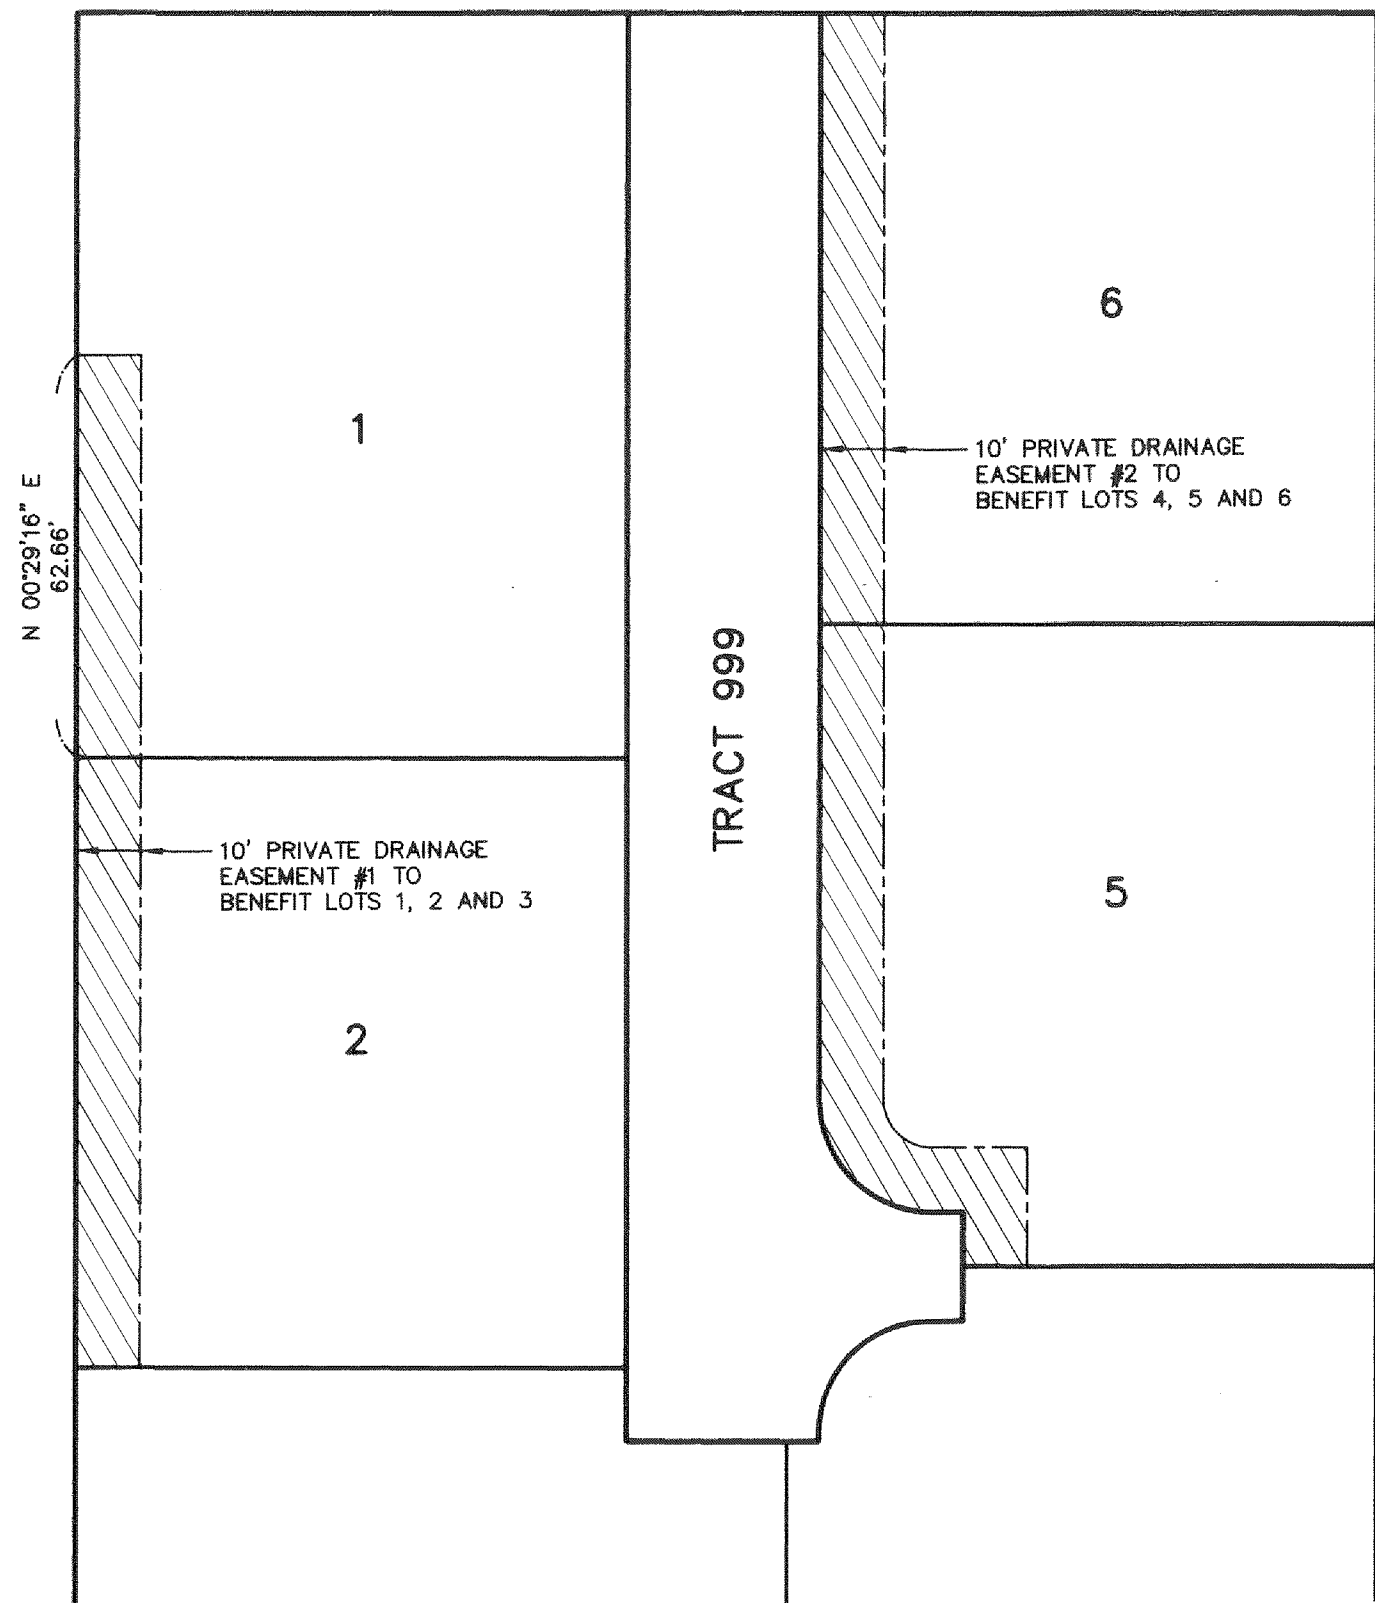 6
1
10' PRIVATE DRAINAGE
EASEMENT #2 TO
BENEFIT LOTS 4, 5 AND 6
N 00°29'16" E
62.66'
TRACT 999
10' PRIVATE DRAINAGE
EASEMENT #1 TO
BENEFIT LOTS 1, 2 AND 3
5
2